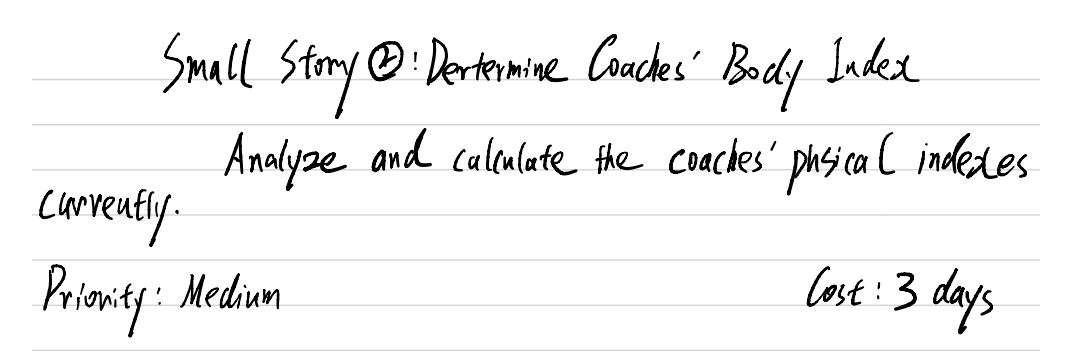 Small Story ②: Dertermine Coaches' Body Index
Analyze and calculate the coaches' phsical indexes
currently.
Priority: Medium Cost: 3 days